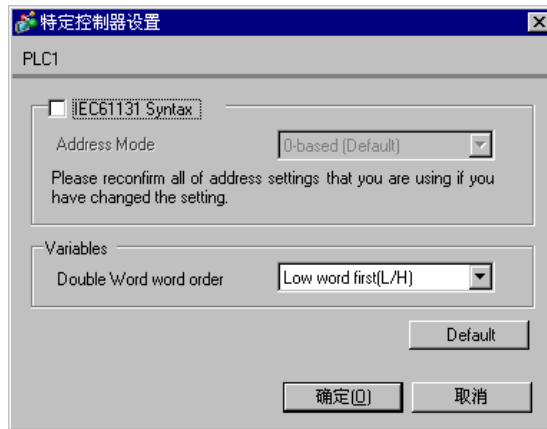 特定控制器设置
PLC1
IEC61131 Syntax
Address Mode 0-based (Default)
Please reconfirm all of address settings that you are using if you
have changed the setting.
Variables
Double Word word order Low word first(L/H)
Default
确定(O) 取消